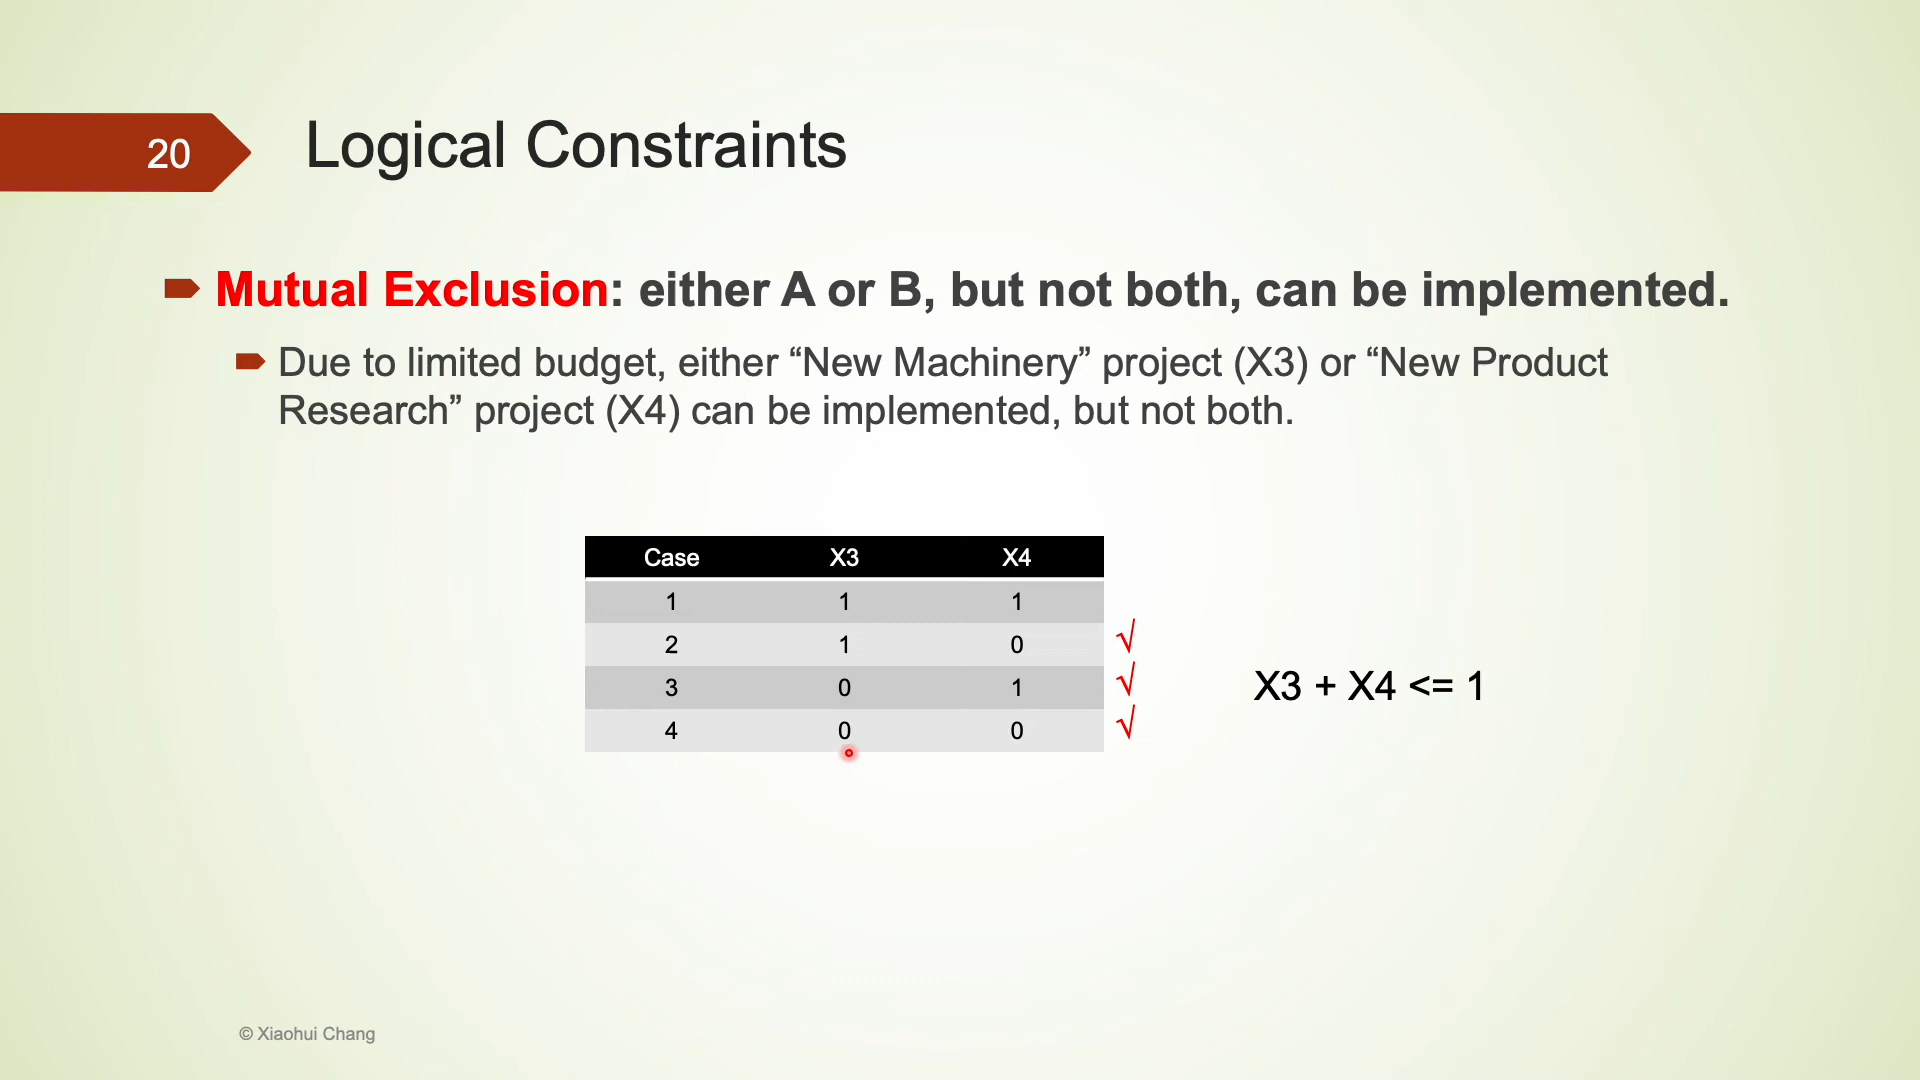 20
Logical Constraints
Mutual Exclusion: either A or B, but not both, can be implemented.
Due to limited budget, either “New Machinery” project (X3) or “New Product
Research” project (X4) can be implemented, but not both.
Case X3 X4
1 1 1
2 1 0 √
3 0 1 √
4 0 0 √
X3 + X4 <= 1
© Xiaohui Chang